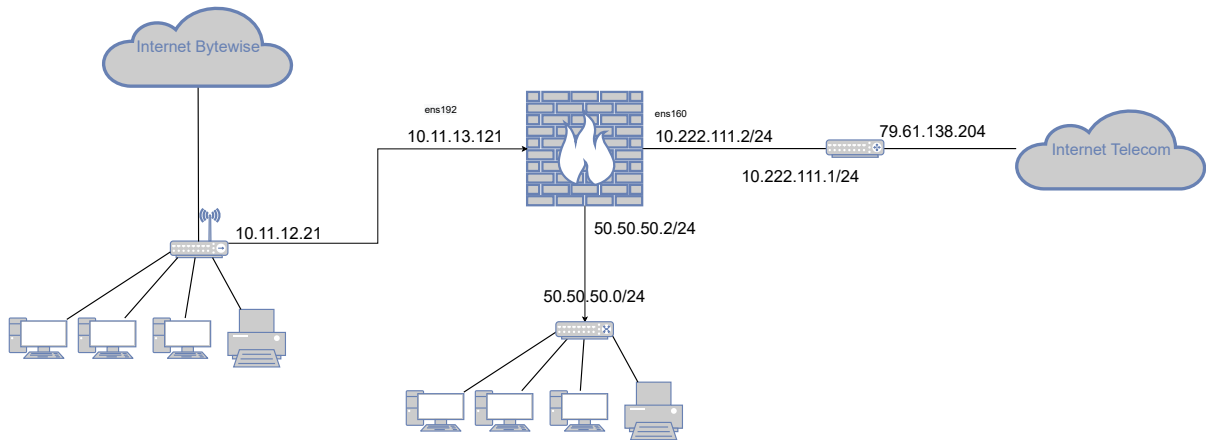 Internet Bytewise
ens192
10.11.13.121
ens160
10.222.111.2/24
79.61.138.204
Internet Telecom
10.222.111.1/24
10.11.12.21
50.50.50.2/24
50.50.50.0/24